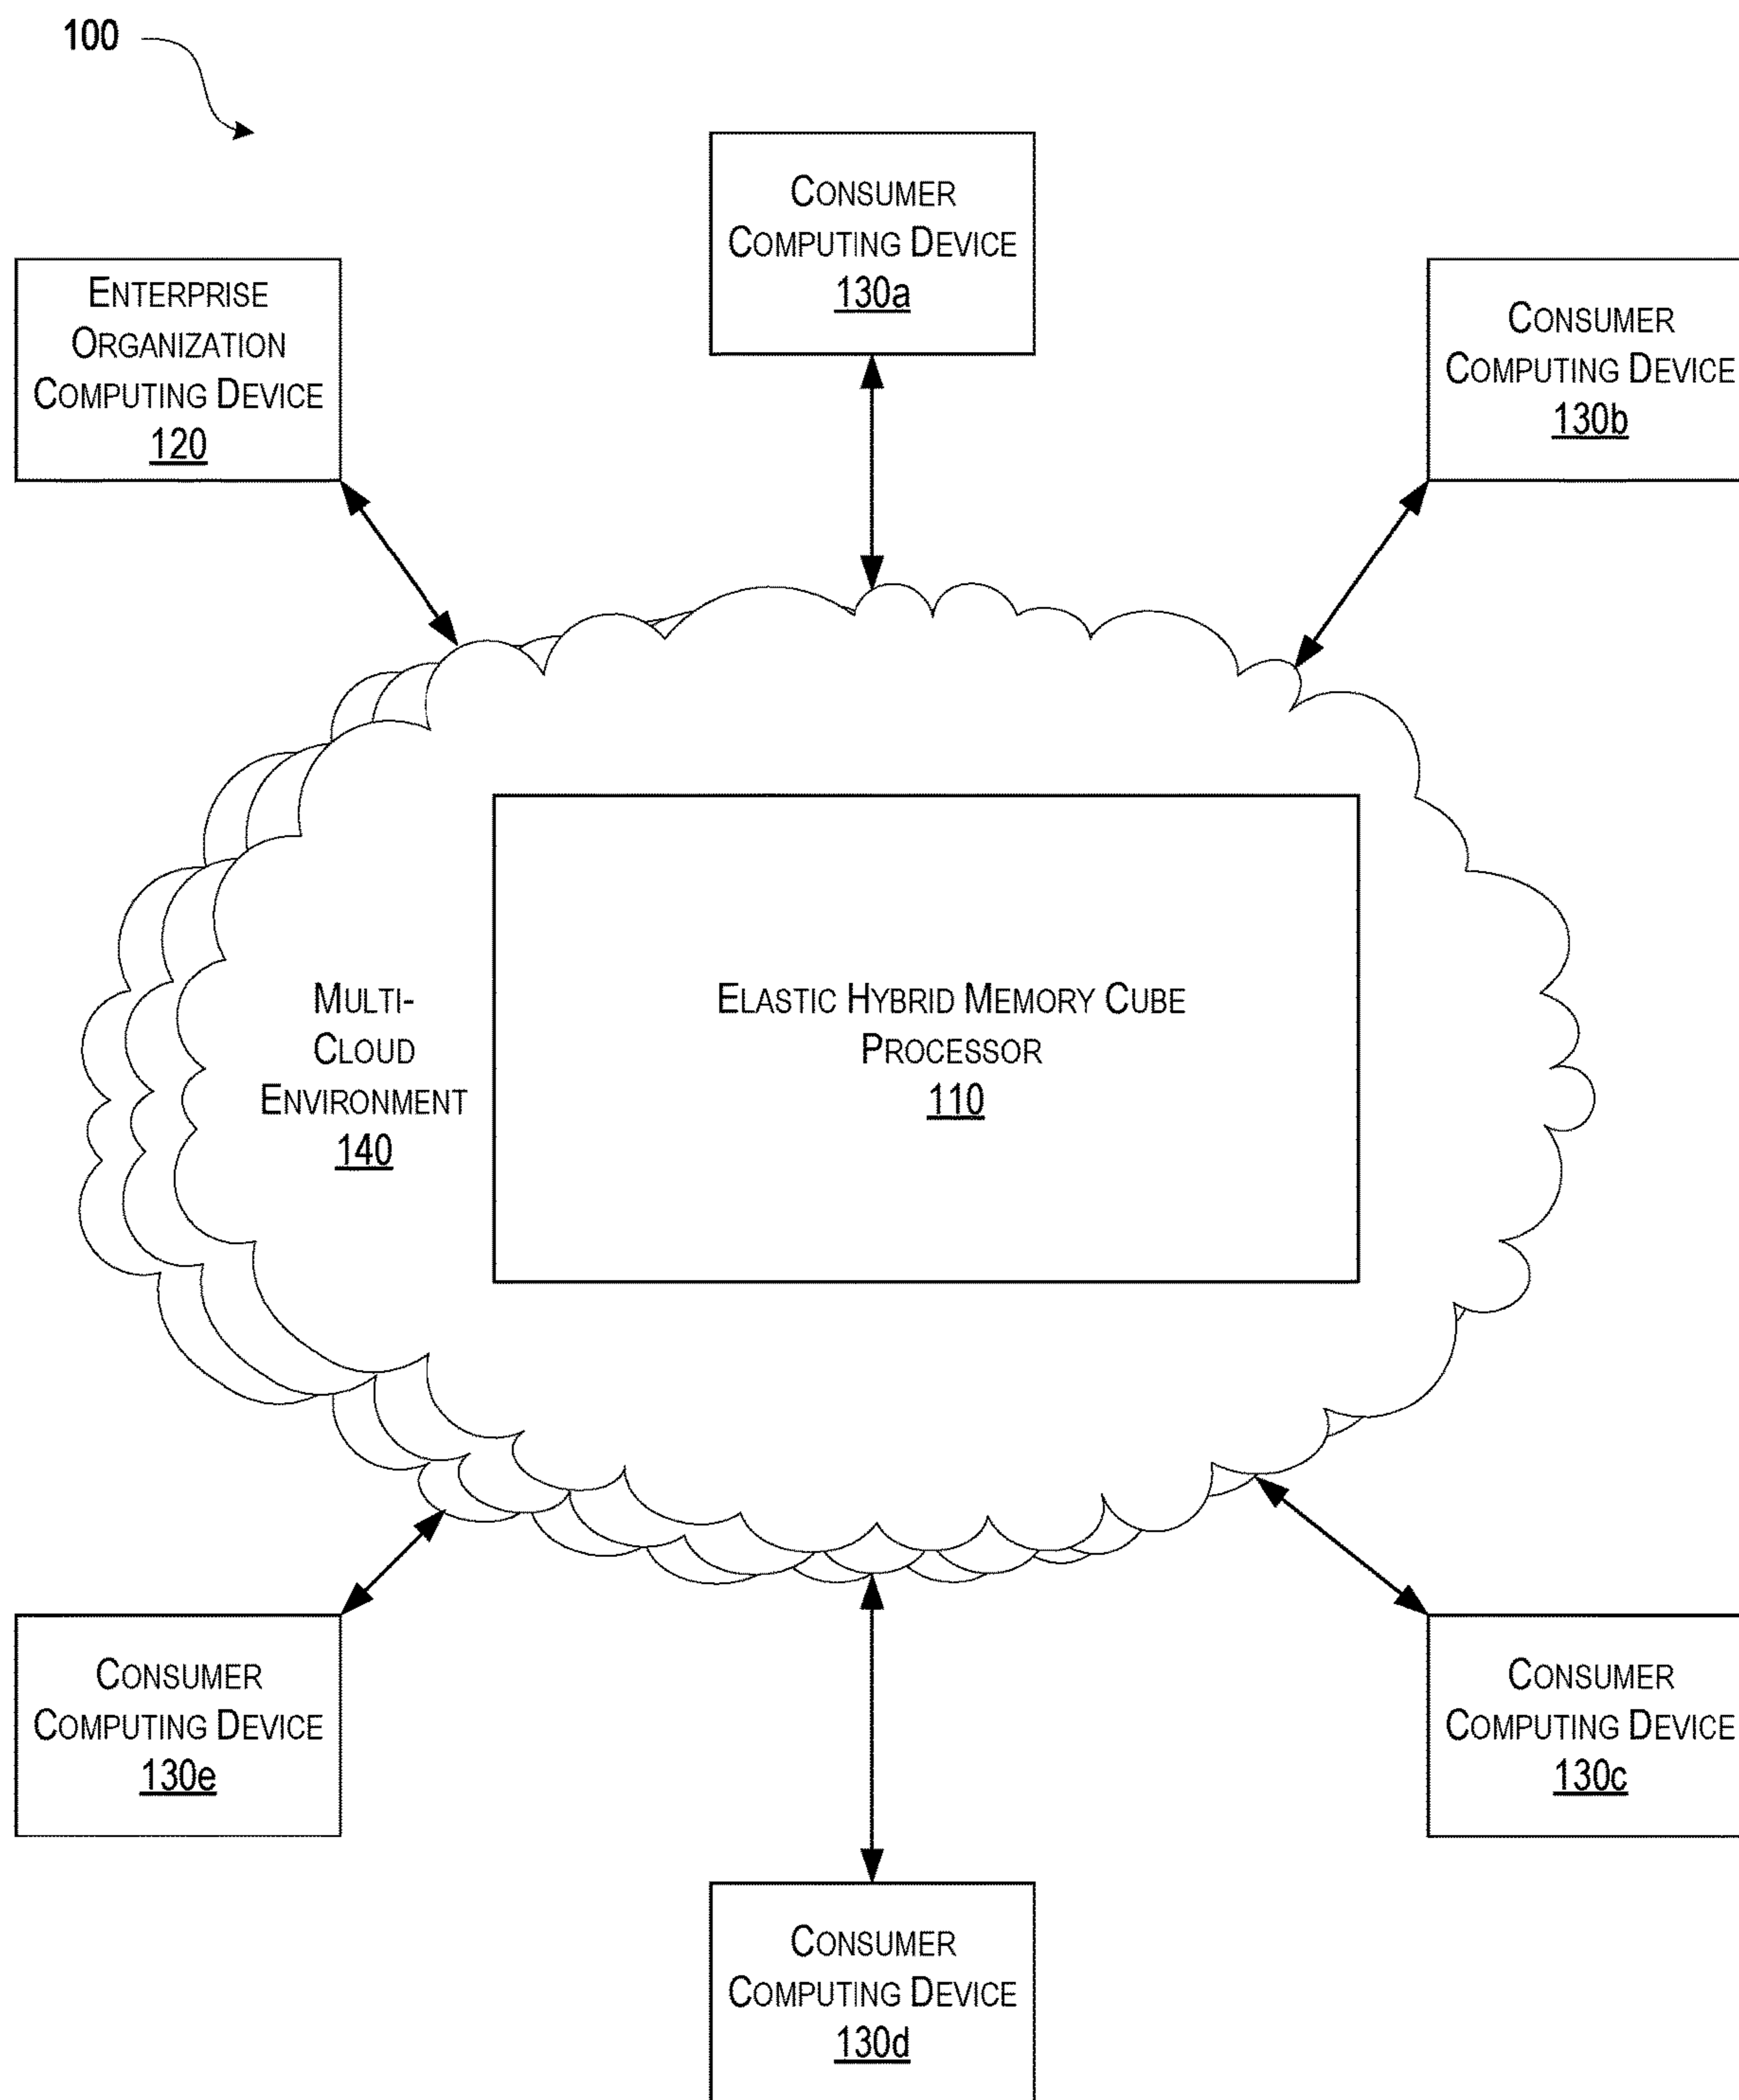 100
CONSUMER
COMPUTING DEVICE
130a
ENTERPRISE
ORGANIZATION
COMPUTING DEVICE
120
CONSUMER
COMPUTING DEVICE
130b
MULTI-
CLOUD
ENVIRONMENT
140
ELASTIC HYBRID MEMORY CUBE
PROCESSOR
110
CONSUMER
COMPUTING DEVICE
130e
CONSUMER
COMPUTING DEVICE
130c
CONSUMER
COMPUTING DEVICE
130d